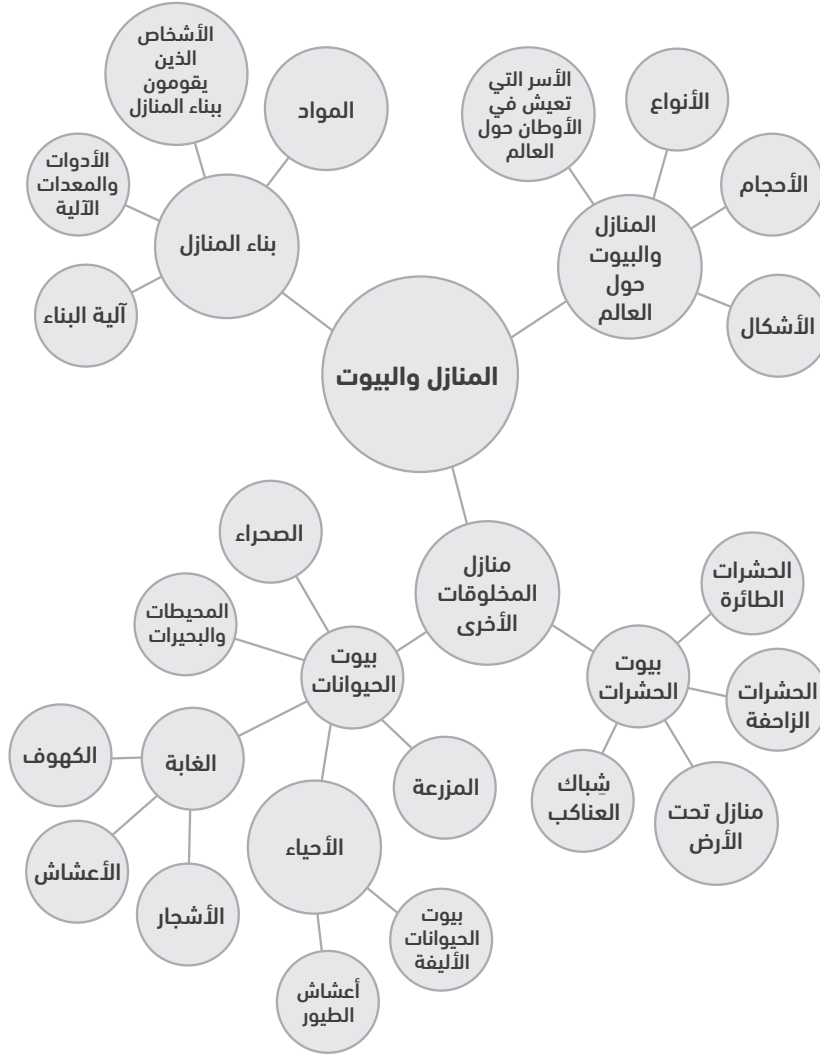 المنازل والبيوت
المنازل
والبيوت
حول
العالم
الأسر التي
تعيش في
الأوطان حول
العالم
الأنواع
الأحجام
الأشكال
بناء المنازل
المواد
الأشخاص
الذين
يقومون
ببناء المنازل
الأدوات
والمعدات
الآلية
آلية البناء
منازل
المخلوقات
الأخرى
بيوت
الحشرات
الحشرات
الطائرة
الحشرات
الزاحفة
منازل تحت
الأرض
شِباك
العناكب
بيوت
الحيوانات
الصحراء
المحيطات
والبحيرات
الغابة
الكهوف
الأعشاش
الأشجار
الأحياء
أعشاش
الطيور
بيوت
الحيوانات
الأليفة
المزرعة